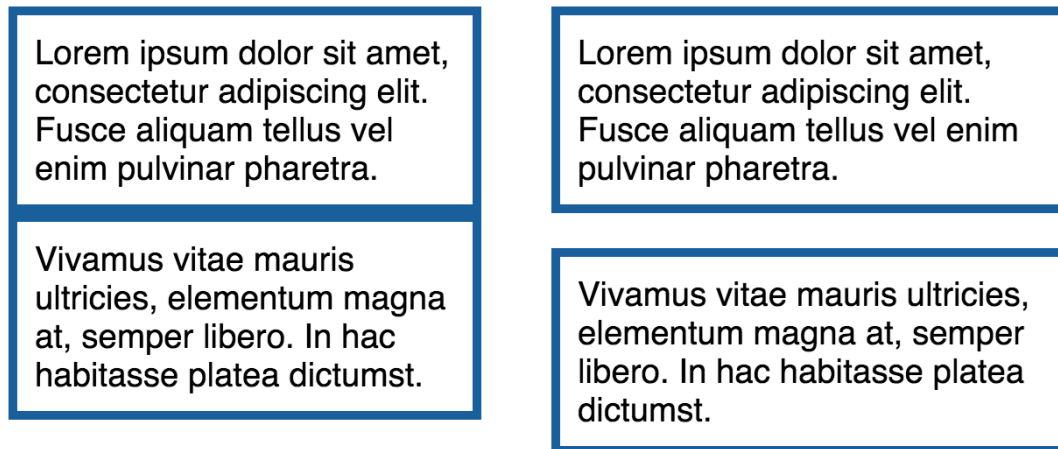 Lorem ipsum dolor sit amet,
consectetur adipiscing elit.
Fusce aliquam tellus vel
enim pulvinar pharetra.
Vivamus vitae mauris
ultricies, elementum magna
at, semper libero. In hac
habitasse platea dictumst.
Lorem ipsum dolor sit amet,
consectetur adipiscing elit.
Fusce aliquam tellus vel enim
pulvinar pharetra.
Vivamus vitae mauris ultricies,
elementum magna at, semper
libero. In hac habitasse platea
dictumst.